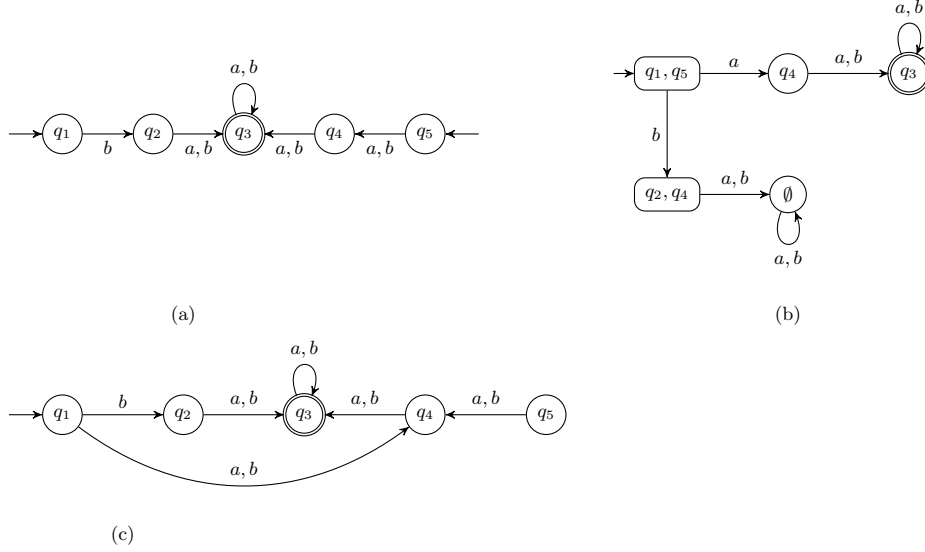 a, b
q₁
b
q₂
a, b
q₃
a, b
q₄
a, b
q₅
(a)
q₁, q₅
a
q₄
a, b
q₃
a, b
b
q₂, q₄
a, b
∅
a, b
(b)
a, b
q₁
b
q₂
a, b
q₃
a, b
q₄
a, b
q₅
a, b
(c)